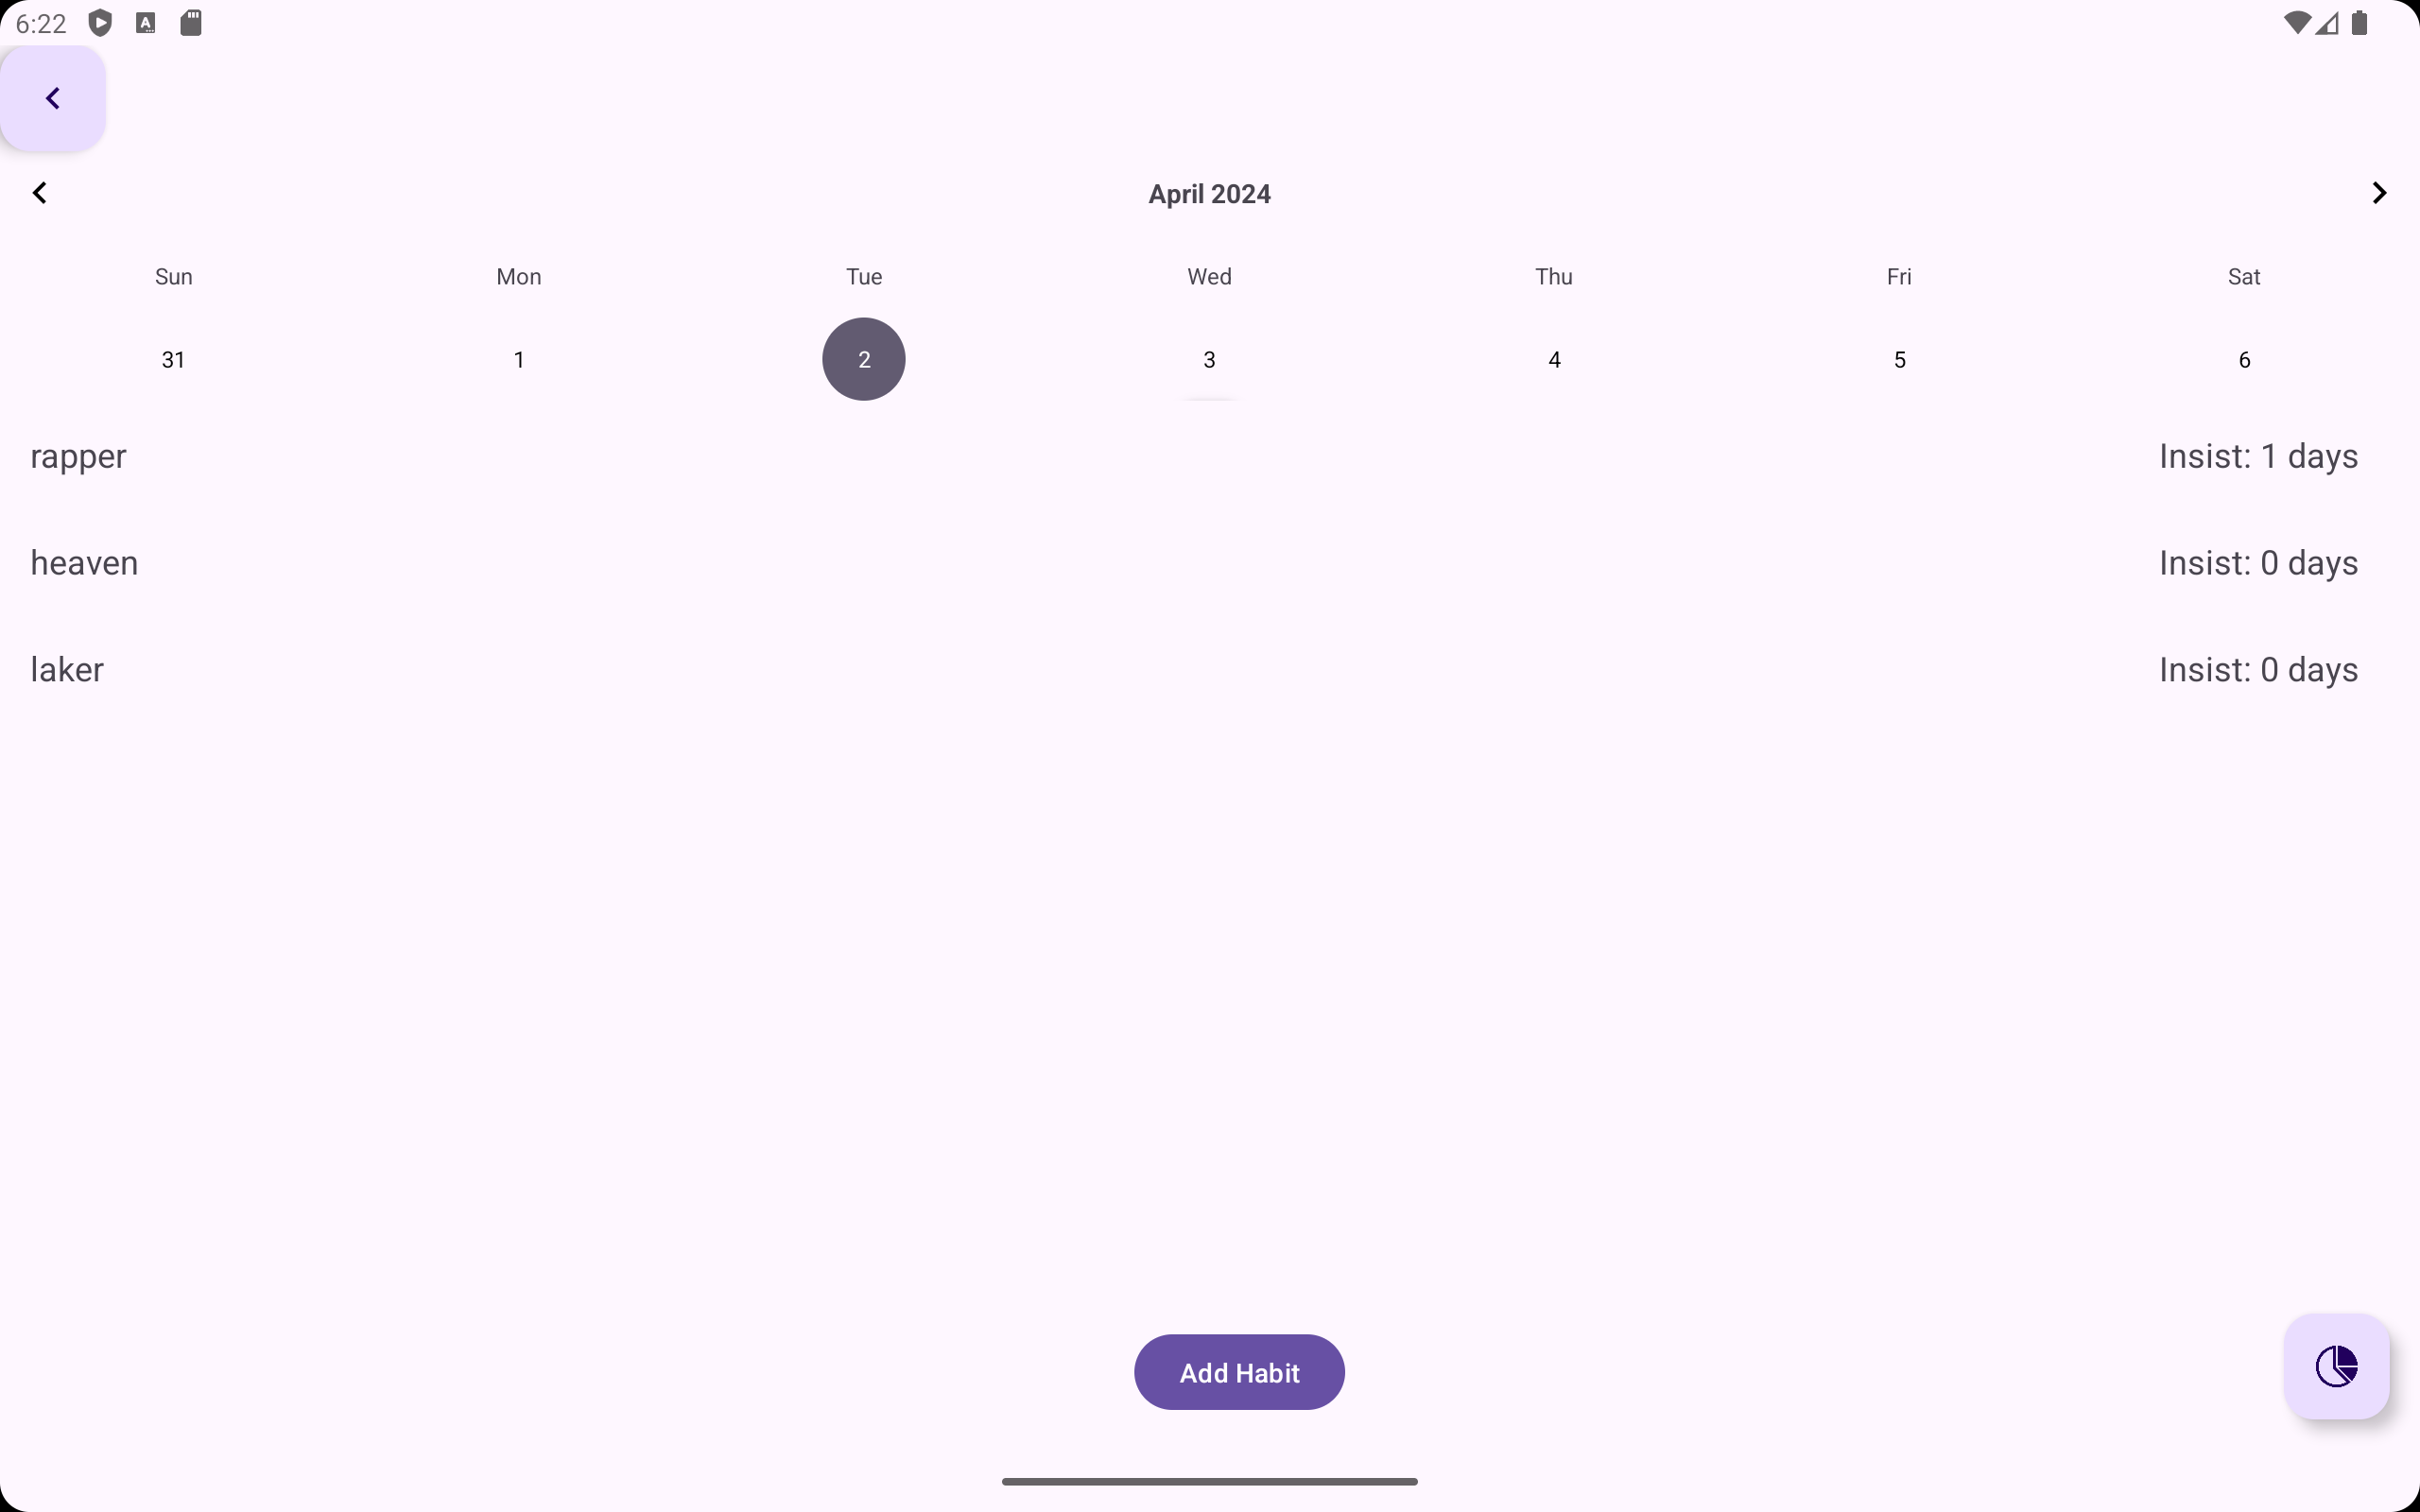 6:22
April 2024
Sun Mon Tue Wed Thu Fri Sat
31 1 2 3 4 5 6
rapper Insist: 1 days
heaven Insist: 0 days
laker Insist: 0 days
Add Habit